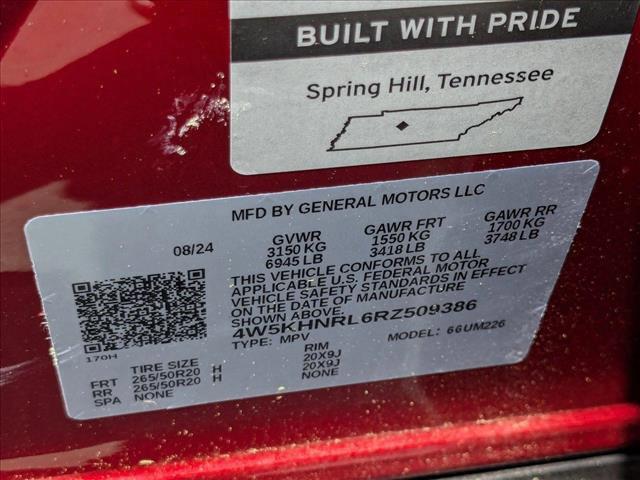 BUILT WITH PRIDE
Spring Hill, Tennessee
MFD BY GENERAL MOTORS LLC
08/24 GVWR GAWR FRT GAWR RR
3150 KG 1550 KG 1700 KG
6945 LB 3418 LB 3748 LB
THIS VEHICLE CONFORMS TO ALL
APPLICABLE U.S. FEDERAL MOTOR
VEHICLE SAFETY STANDARDS IN EFFECT
ON THE DATE OF MANUFACTURE
4W5KHNRL6RZ509386
TYPE: MPV MODEL: 66UM226
170H
TIRE SIZE RIM
FRT 265/50R20 H 20X9J
RR 265/50R20 H 20X9J
SPA NONE NONE